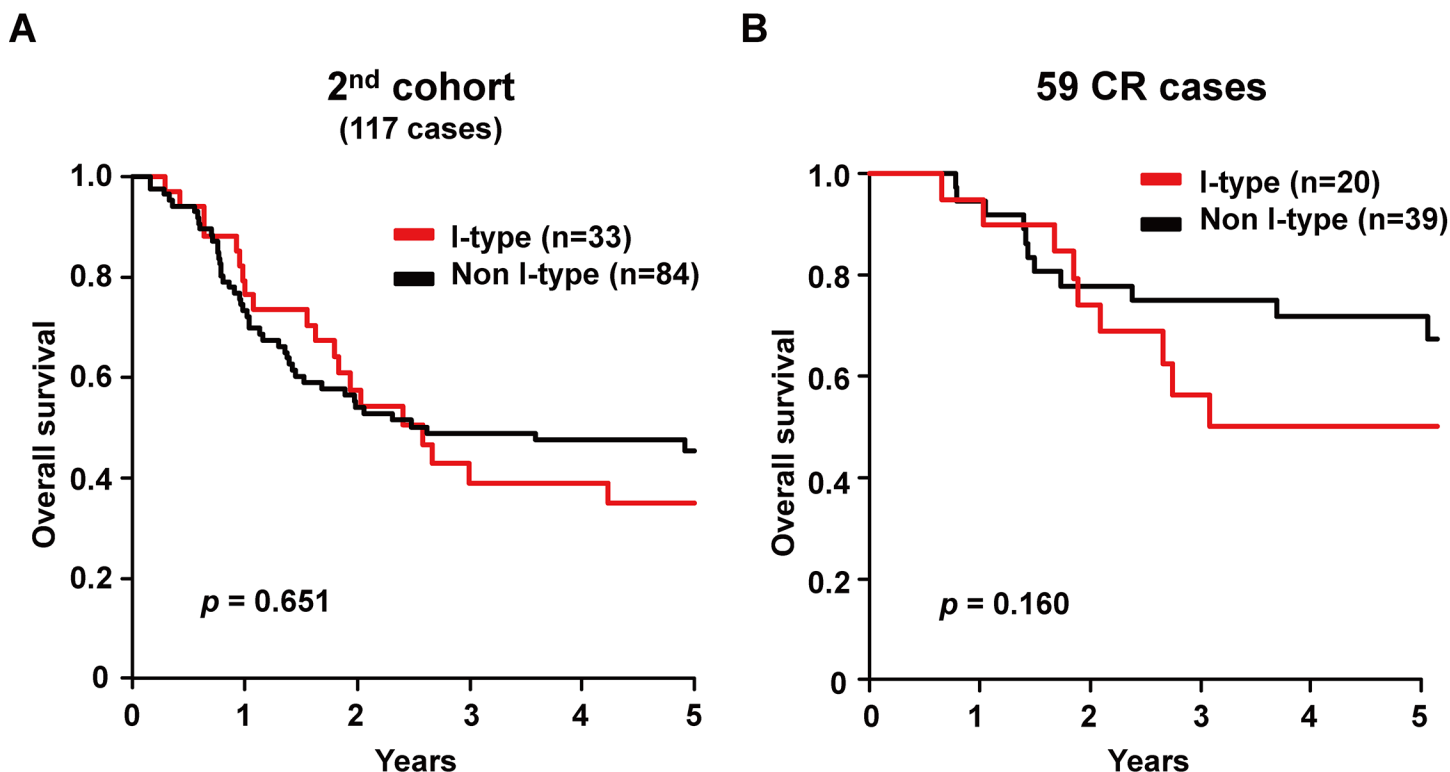 A
2nd cohort
(117 cases)
1.0
0.8
0.6
0.4
0.2
0
Overall survival
I-type (n=33)
Non I-type (n=84)
p = 0.651
0 1 2 3 4 5
Years
B
59 CR cases
1.0
0.8
0.6
0.4
0.2
0
Overall survival
I-type (n=20)
Non I-type (n=39)
p = 0.160
0 1 2 3 4 5
Years